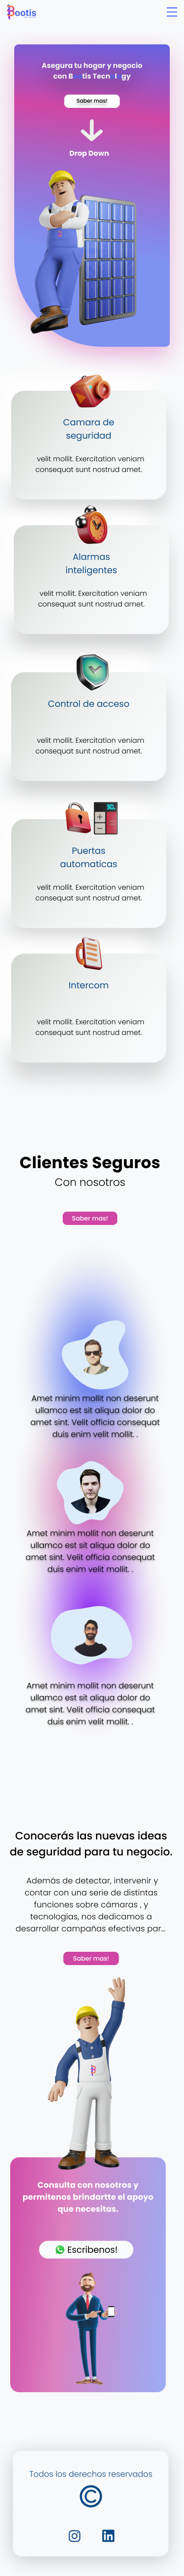 Bootis
Asegura tu hogar y negocio
con B tis Tecn l gy
Saber mas!
Drop Down
Camara de
seguridad
velit mollit. Exercitation veniam
consequat sunt nostrud amet.
Alarmas
inteligentes
velit mollit. Exercitation veniam
consequat sunt nostrud amet.
Control de acceso
velit mollit. Exercitation veniam
consequat sunt nostrud amet.
Puertas
automaticas
velit mollit. Exercitation veniam
consequat sunt nostrud amet.
Intercom
velit mollit. Exercitation veniam
consequat sunt nostrud amet.
Clientes Seguros
Con nosotros
Saber mas!
Amet minim mollit non deserunt
ullamco est sit aliqua dolor do
amet sint. Velit officia consequat
duis enim velit mollit. .
Amet minim mollit non deserunt
ullamco est sit aliqua dolor do
amet sint. Velit officia consequat
duis enim velit mollit. .
Amet minim mollit non deserunt
ullamco est sit aliqua dolor do
amet sint. Velit officia consequat
duis enim velit mollit. .
Conocerás las nuevas ideas
de seguridad para tu negocio.
Además de detectar, intervenir y
contar con una serie de distintas
funciones sobre cámaras , y
tecnologías, nos dedicamos a
desarrollar campañas efectivas par...
Saber mas!
Consulta con nosotros y
permitenos brindartte el apoyo
que necesitas.
Escribenos!
Todos los derechos reservados
©